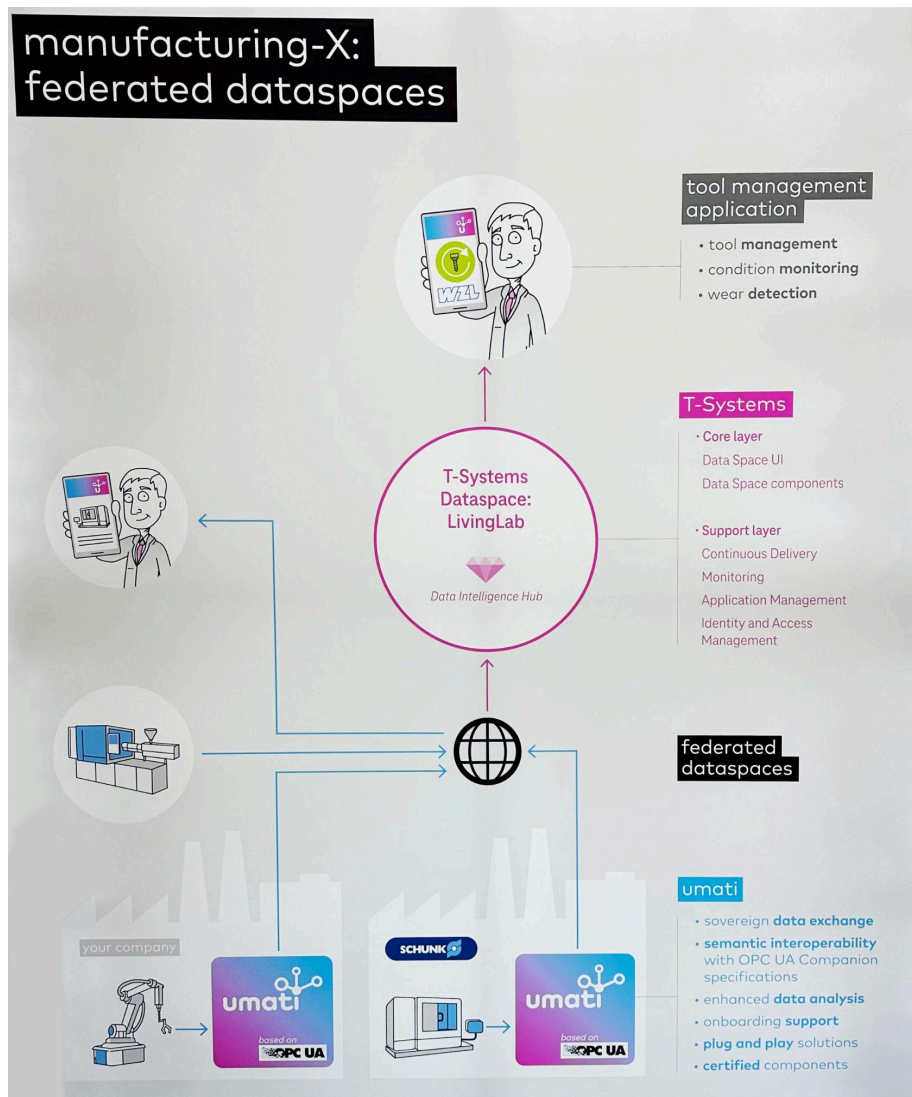 manufacturing-X:
federated dataspaces
tool management
application
• tool management
• condition monitoring
• wear detection
WZL
T-Systems
• Core layer
Data Space UI
Data Space components
• Support layer
Continuous Delivery
Monitoring
Application Management
Identity and Access
Management
T-Systems
Dataspace:
LivingLab
Data Intelligence Hub
federated
dataspaces
umati
• sovereign data exchange
• semantic interoperability
with OPC UA Companion
specifications
• enhanced data analysis
• onboarding support
• plug and play solutions
• certified components
your company
umati
based on
OPC UA
SCHUNK
umati
based on
OPC UA